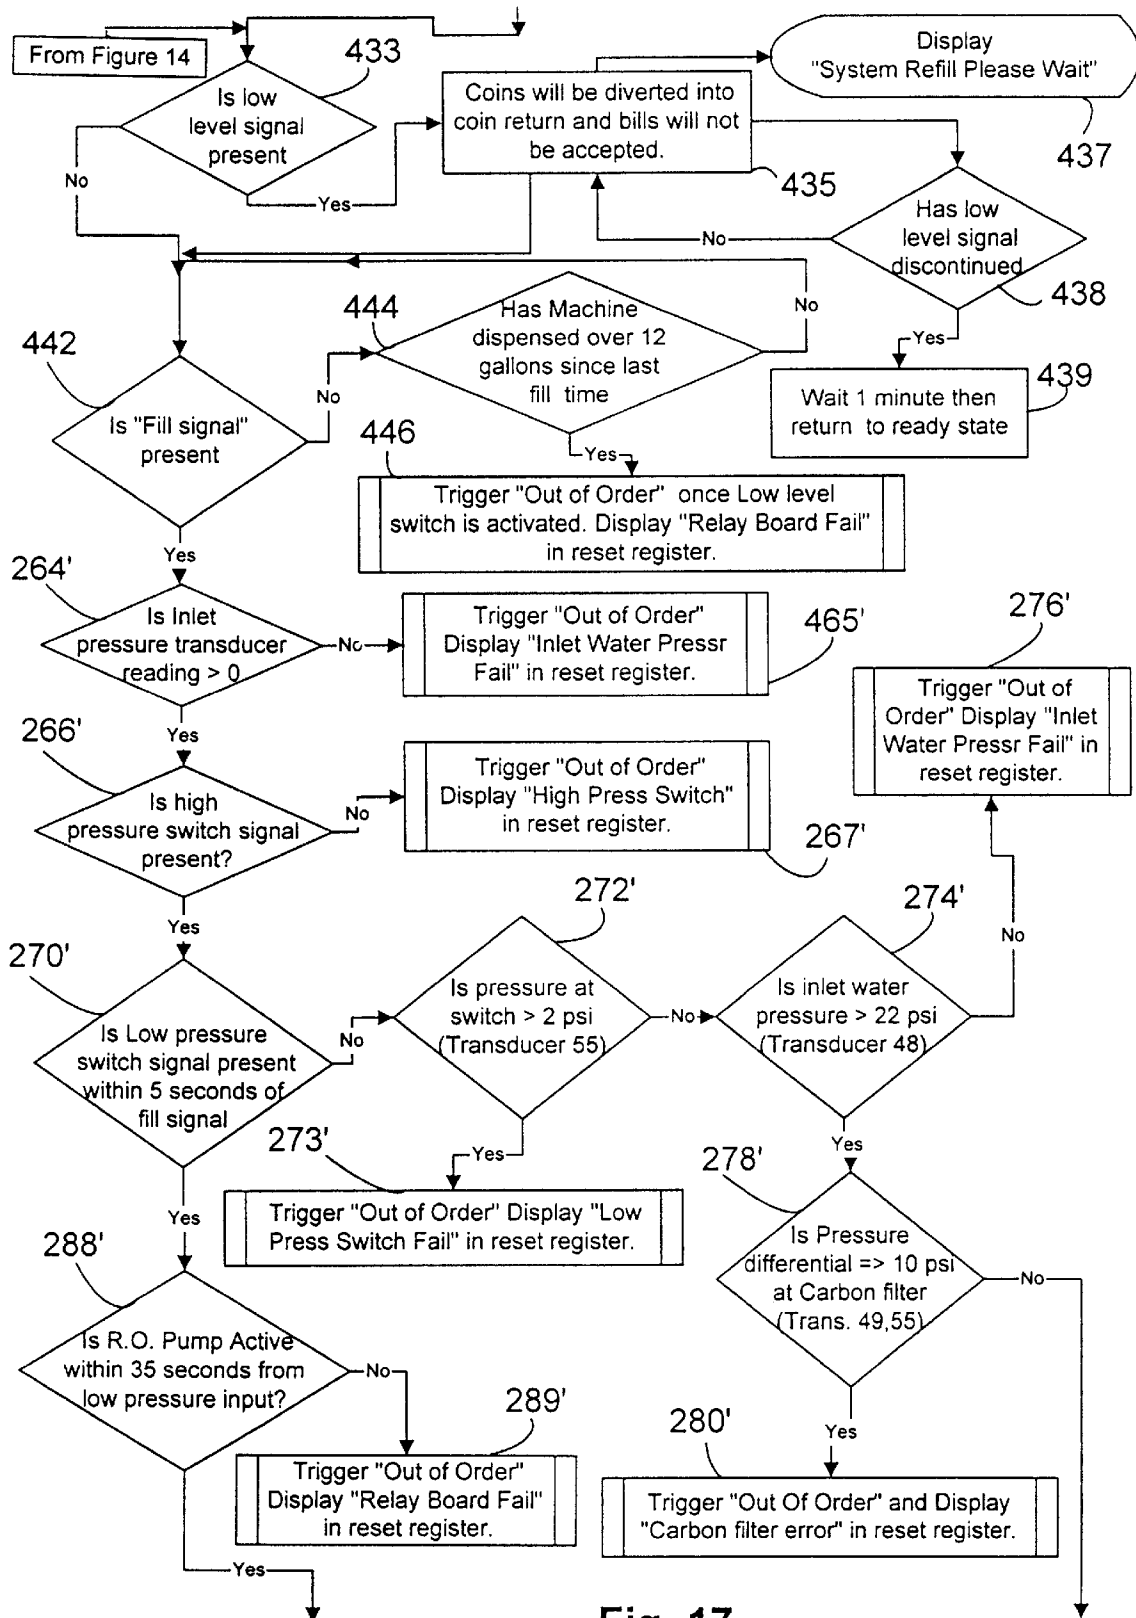 From Figure 14
433
Is low
level signal
present
No
Yes
Coins will be diverted into
coin return and bills will not
be accepted.
435
Display
"System Refill Please Wait"
437
Has low
level signal
discontinued
438
No
Yes
Wait 1 minute then
return to ready state
439
442
Is "Fill signal"
present
No
Yes
444
Has Machine
dispensed over 12
gallons since last
fill time
No
Yes
446
Trigger "Out of Order" once Low level
switch is activated. Display "Relay Board Fail"
in reset register.
264'
Is Inlet
pressure transducer
reading > 0
No
Yes
Trigger "Out of Order"
Display "Inlet Water Pressr
Fail" in reset register.
465'
266'
Is high
pressure switch signal
present?
No
Yes
Trigger "Out of Order"
Display "High Press Switch"
in reset register.
267'
276'
Trigger "Out of
Order" Display "Inlet
Water Pressr Fail" in
reset register.
270'
Is Low pressure
switch signal present
within 5 seconds of
fill signal
No
Yes
272'
Is pressure at
switch > 2 psi
(Transducer 55)
No
Yes
274'
Is inlet water
pressure > 22 psi
(Transducer 48)
No
Yes
273'
Trigger "Out of Order" Display "Low
Press Switch Fail" in reset register.
278'
Is Pressure
differential => 10 psi
at Carbon filter
(Trans. 49,55)
No
Yes
288'
Is R.O. Pump Active
within 35 seconds from
low pressure input?
No
Yes
289'
Trigger "Out of Order"
Display "Relay Board Fail"
in reset register.
280'
Trigger "Out Of Order" and Display
"Carbon filter error" in reset register.
Fig. 17